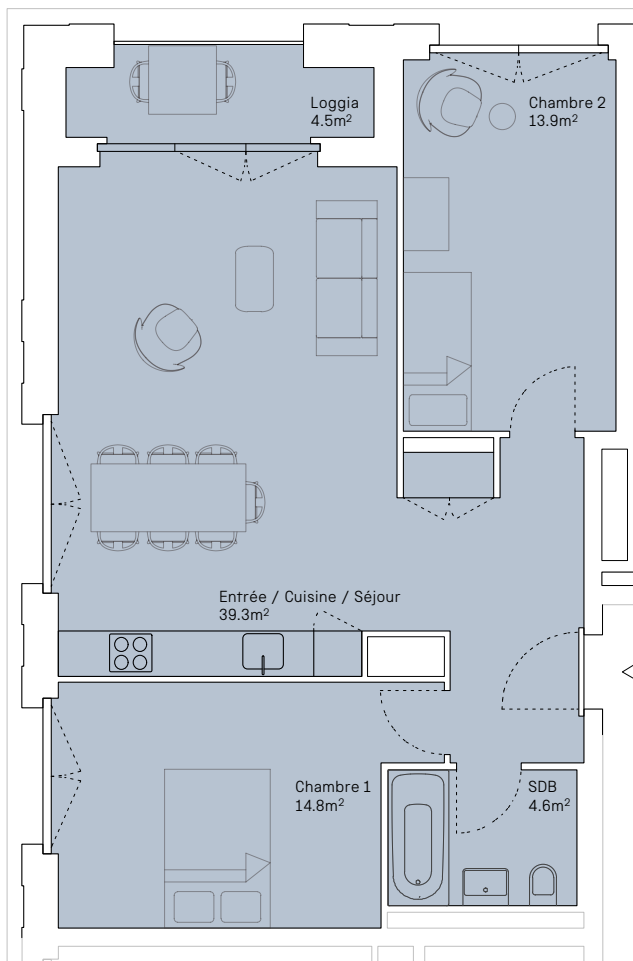 Loggia
4.5m²
Chambre 2
13.9m²
Entrée / Cuisine / Séjour
39.3m²
Chambre 1
14.8m²
SDB
4.6m²